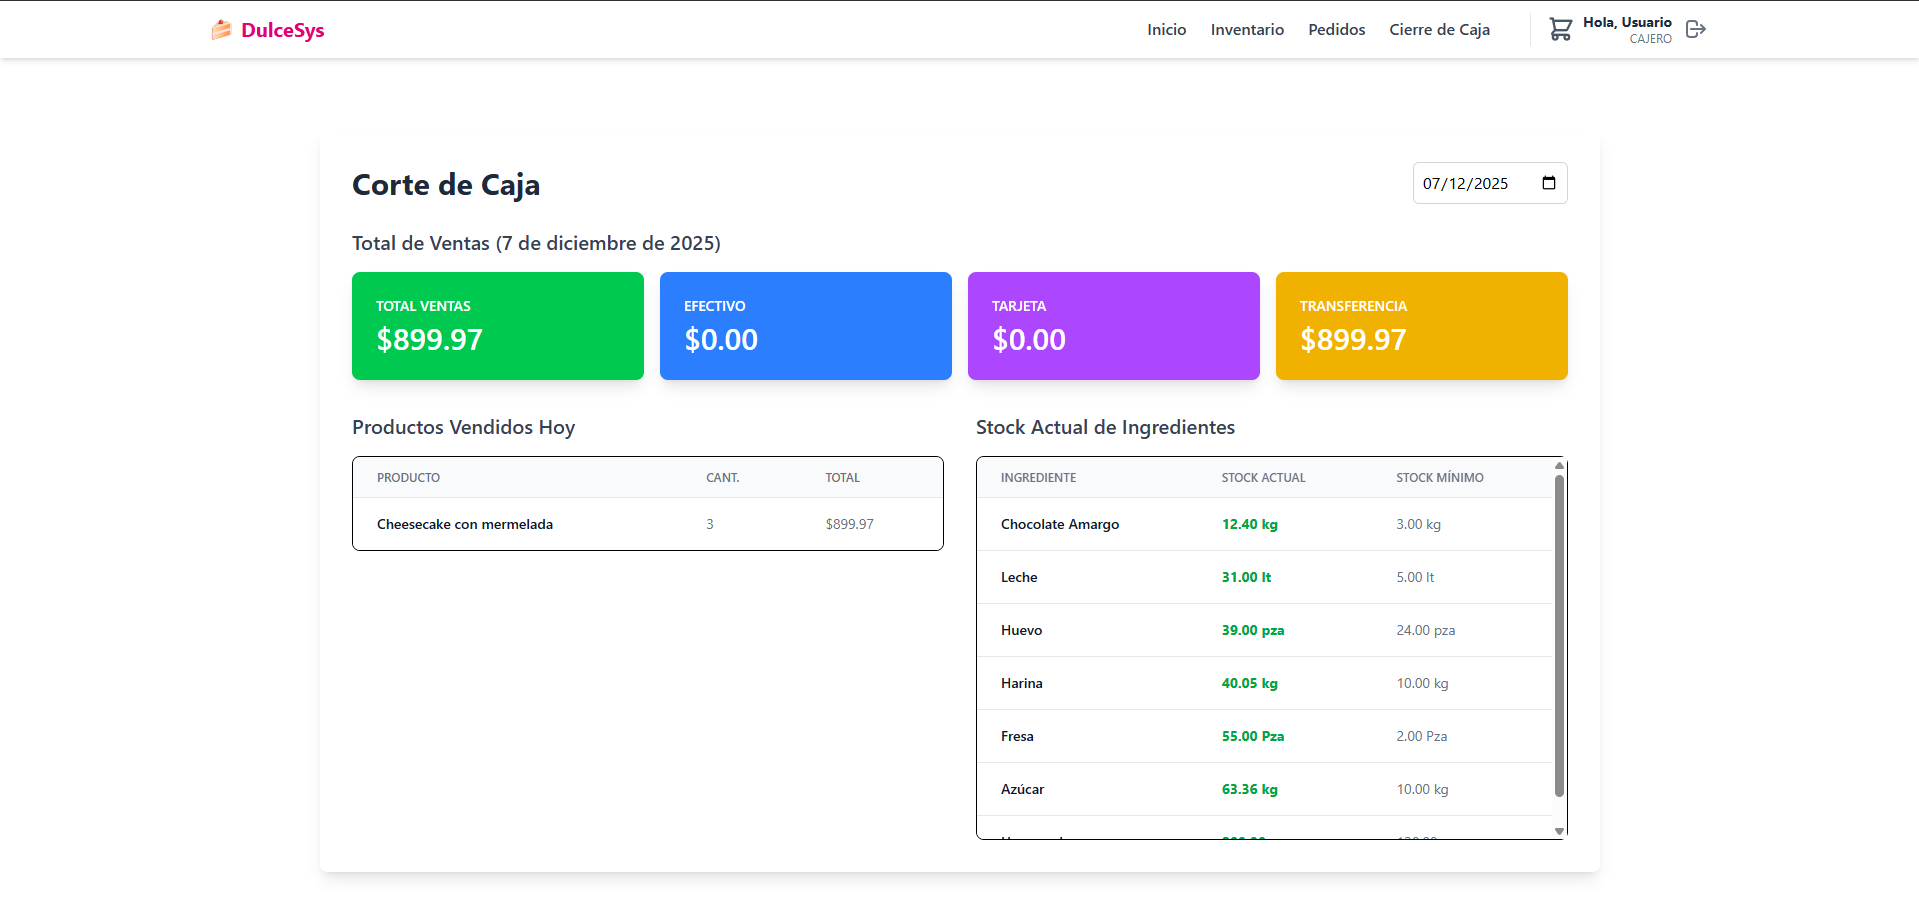 DulceSys
Inicio Inventario Pedidos Cierre de Caja
Hola, Usuario
CAJERO
Corte de Caja
07/12/2025
Total de Ventas (7 de diciembre de 2025)
TOTAL VENTAS
$899.97
EFECTIVO
$0.00
TARJETA
$0.00
TRANSFERENCIA
$899.97
Productos Vendidos Hoy
PRODUCTO CANT. TOTAL
Cheesecake con mermelada 3 $899.97
Stock Actual de Ingredientes
INGREDIENTE STOCK ACTUAL STOCK MÍNIMO
Chocolate Amargo 12.40 kg 3.00 kg
Leche 31.00 lt 5.00 lt
Huevo 39.00 pza 24.00 pza
Harina 40.05 kg 10.00 kg
Fresa 55.00 Pza 2.00 Pza
Azúcar 63.36 kg 10.00 kg